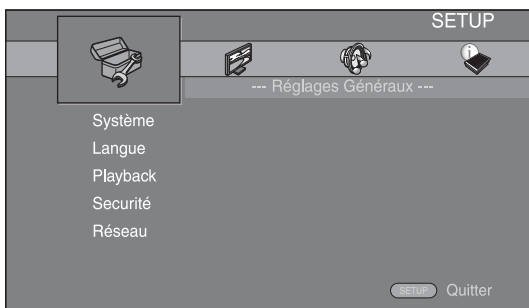 SETUP
--- Réglages Généraux ---
Système
Langue
Playback
Securité
Réseau
SETUP Quitter